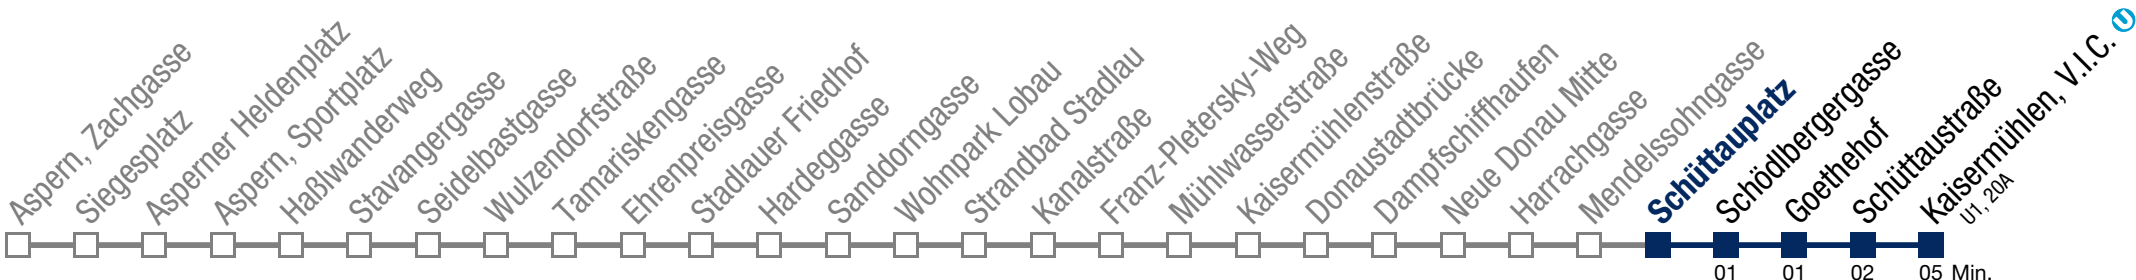 Aspern, Zachgasse
Siegesplatz
Asperner Heldenplatz
Aspern, Sportplatz
Haßlwanderweg
Stavangergasse
Seidelbastgasse
Wulzendorfstraße
Tamariskengasse
Ehrenpreisgasse
Stadlauer Friedhof
Hardeggasse
Sanddorngasse
Wohnpark Lobau
Strandbad Stadlau
Kanalstraße
Franz-Pletersky-Weg
Mühlwasserstraße
Kaisermühlenstraße
Donaustadtbrücke
Dampfschiffhaufen
Neue Donau Mitte
Harrachgasse
Mendelssohngasse
Schüttauplatz
Schödlbergergasse
Goethehof
Schüttaustraße
Kaisermühlen, V.I.C. U
U1, 20A
01 01 02 05 Min.